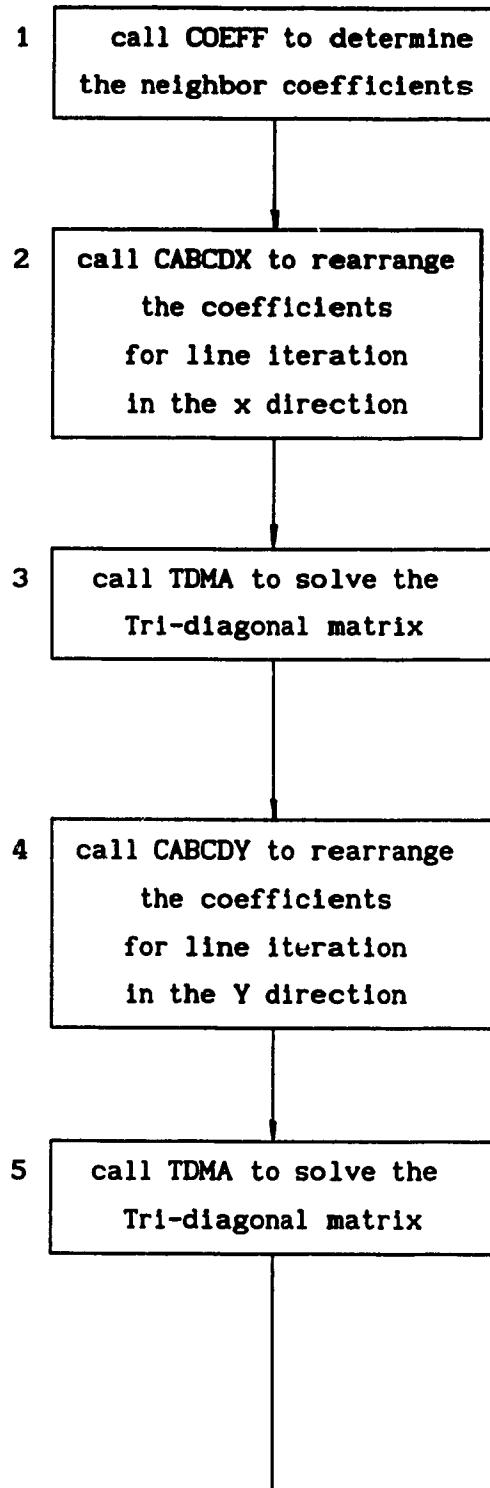 1
call COEFF to determine
the neighbor coefficients
2
call CABCDX to rearrange
the coefficients
for line iteration
in the x direction
3
call TDMA to solve the
Tri-diagonal matrix
4
call CABCDY to rearrange
the coefficients
for line iteration
in the Y direction
5
call TDMA to solve the
Tri-diagonal matrix